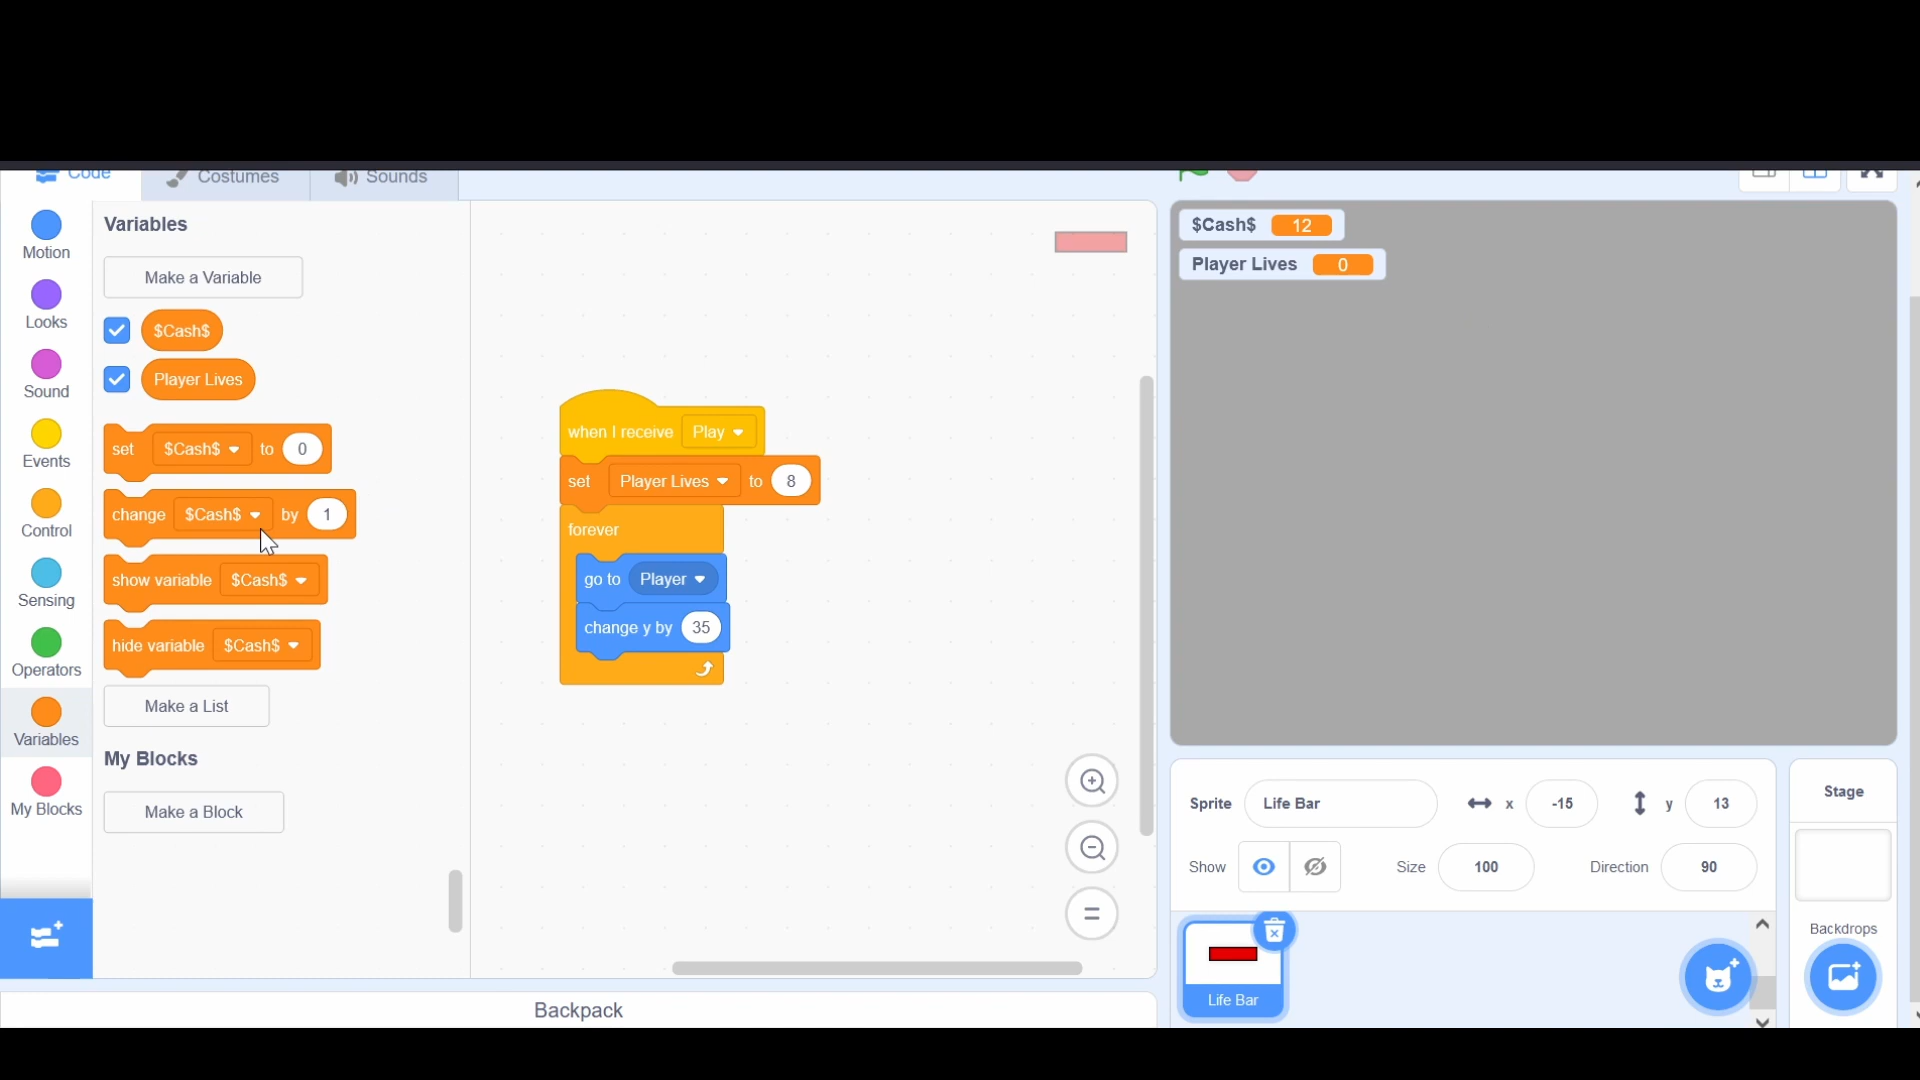 Code
Costumes
Sounds
Motion
Looks
Sound
Events
Control
Sensing
Operators
Variables
My Blocks
Variables
Make a Variable
$Cash$
Player Lives
set $Cash$ to 0
change $Cash$ by 1
show variable $Cash$
hide variable $Cash$
Make a List
My Blocks
Make a Block
when I receive Play
set Player Lives to 8
forever
go to Player
change y by 35
Backpack
$Cash$ 12
Player Lives 0
Sprite Life Bar x -15 y 13
Show Size 100 Direction 90
Life Bar
Stage
Backdrops